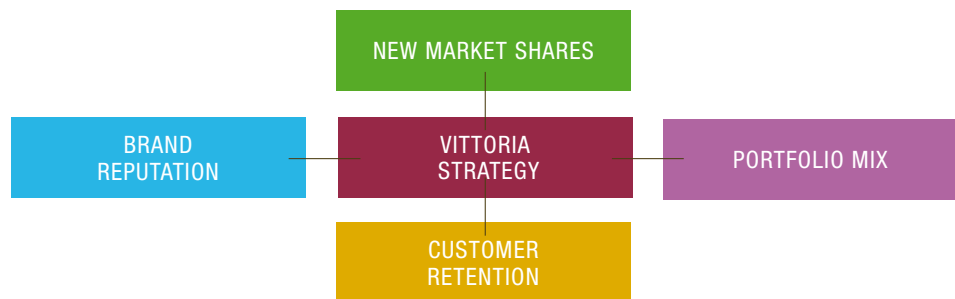 NEW MARKET SHARES
BRAND
REPUTATION
VITTORIA
STRATEGY
PORTFOLIO MIX
CUSTOMER
RETENTION